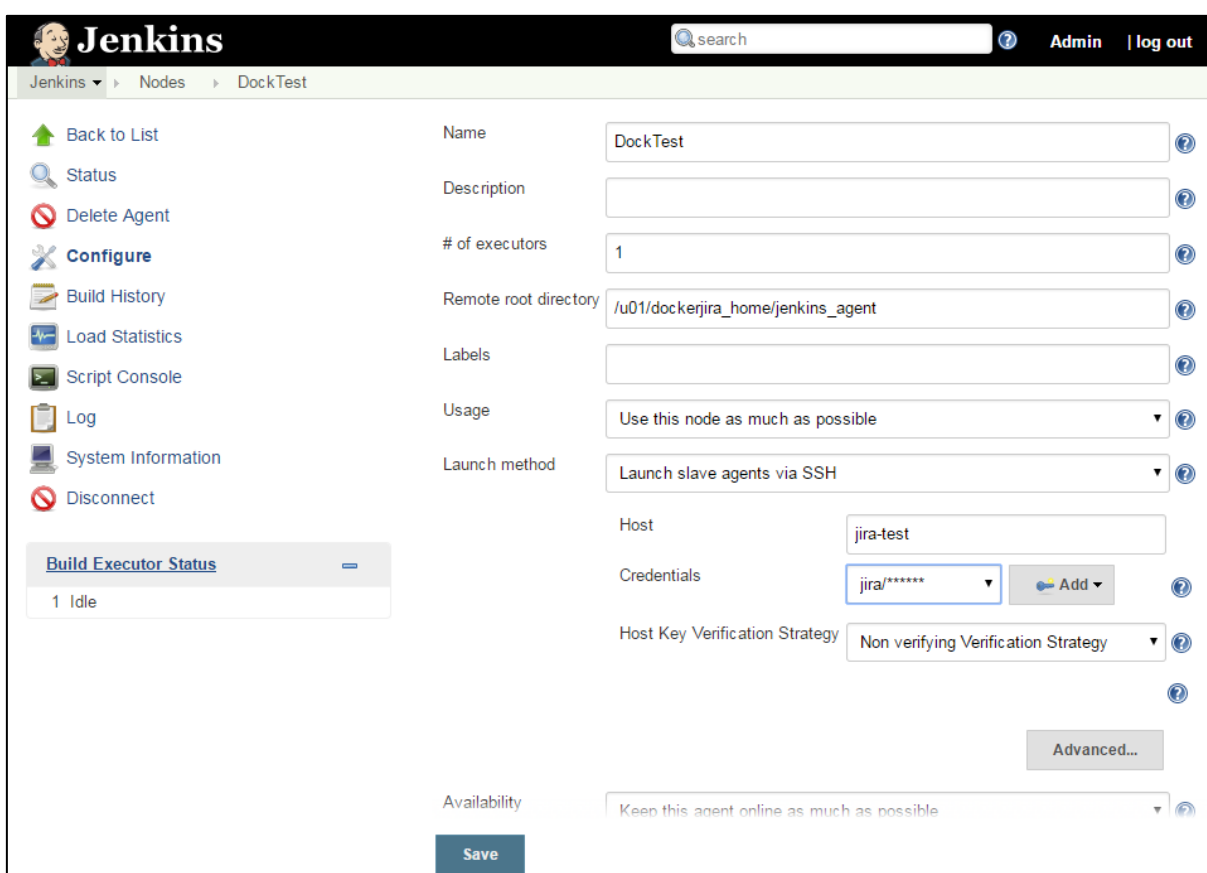 Jenkins
search
Admin | log out
Jenkins Nodes DockTest
Back to List
Status
Delete Agent
Configure
Build History
Load Statistics
Script Console
Log
System Information
Disconnect
Build Executor Status
1 Idle
Name DockTest
Description
# of executors 1
Remote root directory /u01/dockerjira_home/jenkins_agent
Labels
Usage Use this node as much as possible
Launch method Launch slave agents via SSH
Host jira-test
Credentials jira/****** Add
Host Key Verification Strategy Non verifying Verification Strategy
Advanced...
Availability Keep this agent online as much as possible
Save